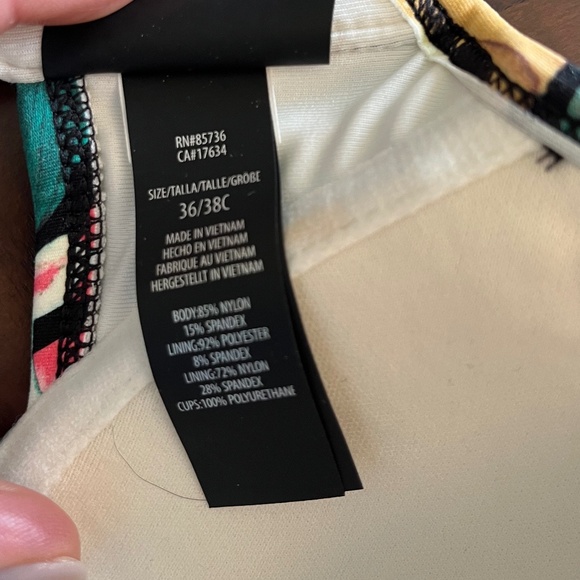 RN#85736
CA#17634
SIZE/TALLA/TALLE/GRÖBE
36/38C
MADE IN VIETNAM
HECHO EN VIETNAM
FABRIQUE AU VIETNAM
HERGESTELLT IN VIETNAM
BODY:85% NYLON
15% SPANDEX
LINING:92% POLYESTER
8% SPANDEX
LINING:72% NYLON
28% SPANDEX
CUPS:100% POLYURETHANE